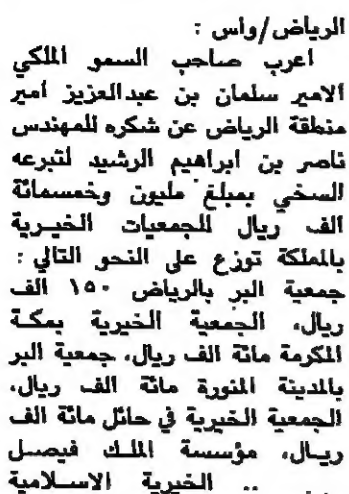 الرياض/واس :
اعرب صاحب السمو الملكي
الامير سلمان بن عبدالعزيز امير
منطقة الرياض عن شكره للمهندس
ناصر بن ابراهيم الرشيد لتبرعه
السخي بمبلغ مليون وخمسمائة
الف ريال للجمعيات الخيرية
بالمملكة توزع على النحو التالي :
جمعية البر بالرياض ١٥٠ الف
ريال، الجمعية الخيرية بمكة
المكرمة مائة الف ريال، جمعية البر
بالمدينة المنورة مائة الف ريال،
الجمعية الخيرية في حائل مائة الف
ريال، مؤسسة الملك فيصل
الخيرية الاسلامية